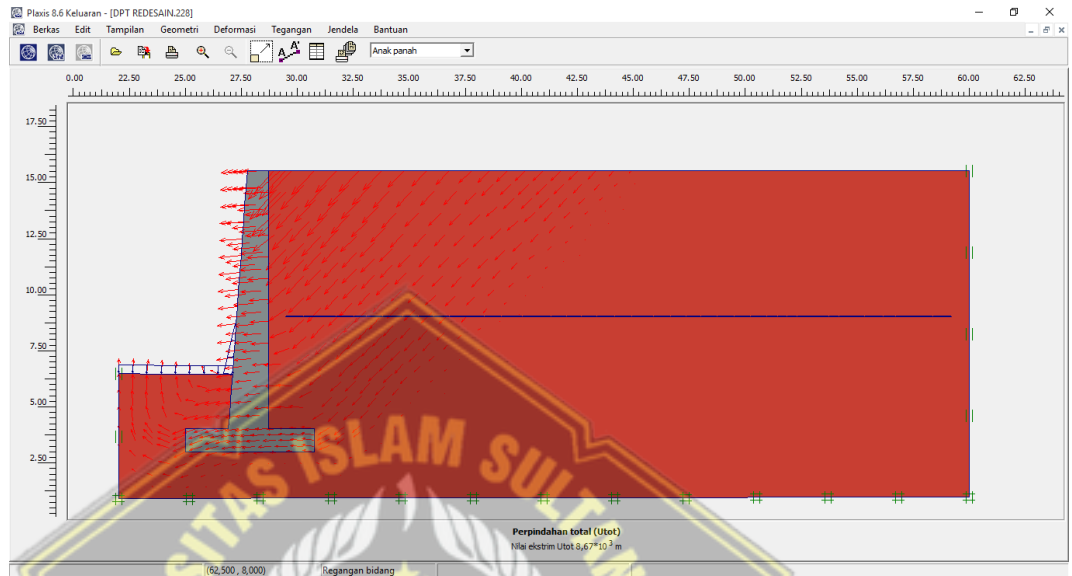 Plaxis 8.6 Keluaran - [DPT REDESAIN.228]
Berkas Edit Tampilan Geometri Deformasi Tegangan Jendela Bantuan
Anak panah
0.00 22.50 25.00 27.50 30.00 32.50 35.00 37.50 40.00 42.50 45.00 47.50 50.00 52.50 55.00 57.50 60.00 62.50
17.50
15.00
12.50
10.00
7.50
5.00
2.50
ISLAM SUL
SITAS
Perpindahan total (Utot)
Nilai ekstrim Utot 8,67*10 3 m
(62,500 , 8,000) Regangan bidang